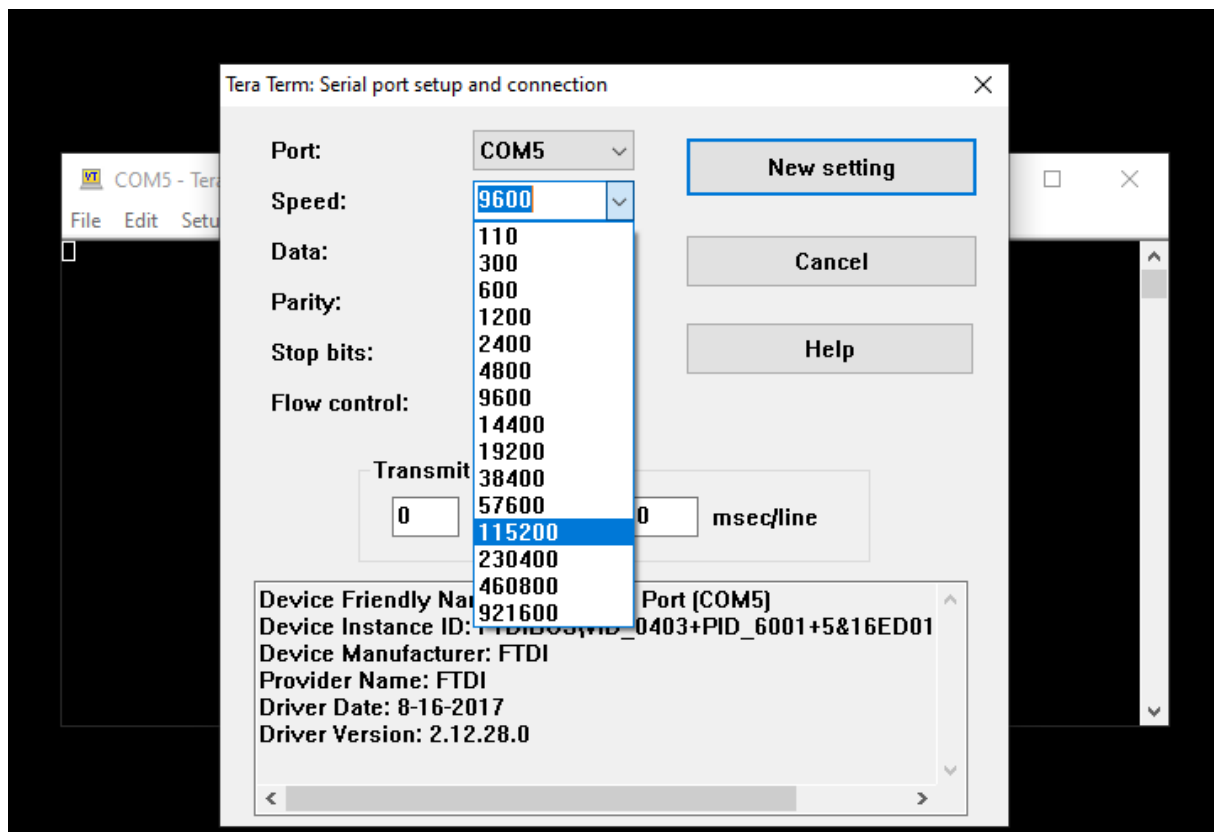 Tera Term: Serial port setup and connection
Port:
COM5
New setting
COM5 - Tera
File Edit Setu
Speed:
9600
Data:
110
300
Cancel
Parity:
600
1200
Stop bits:
2400
Help
4800
Flow control:
9600
14400
19200
Transmit
38400
57600
0
0
msec/line
115200
230400
460800
921600
Device Friendly Na Port (COM5)
Device Instance ID: _0403+PID_6001+5&16ED01
Device Manufacturer: FTDI
Provider Name: FTDI
Driver Date: 8-16-2017
Driver Version: 2.12.28.0